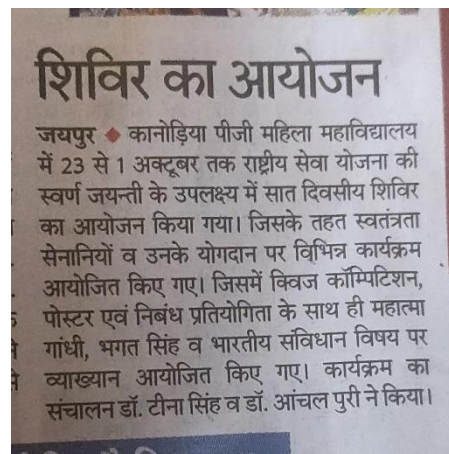 शिविर का आयोजन
जयपुर ◆ कानोड़िया पीजी महिला महाविद्यालय
में 23 से 1 अक्टूबर तक राष्ट्रीय सेवा योजना की
स्वर्ण जयन्ती के उपलक्ष्य में सात दिवसीय शिविर
का आयोजन किया गया। जिसके तहत स्वतंत्रता
सेनानियों व उनके योगदान पर विभिन्न कार्यक्रम
आयोजित किए गए। जिसमें क्विज कॉम्पिटिशन,
पोस्टर एवं निबंध प्रतियोगिता के साथ ही महात्मा
गांधी, भगत सिंह व भारतीय संविधान विषय पर
व्याख्यान आयोजित किए गए। कार्यक्रम का
संचालन डॉ. टीना सिंह व डॉ. आंचल पुरी ने किया।